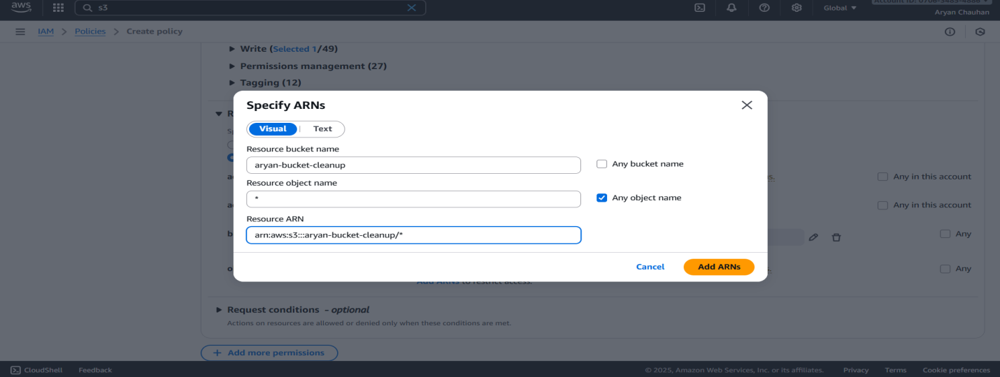 aws
s3
Global
Aryan Chauhan
IAM > Policies > Create policy
Write (Selected 1/49)
Permissions management (27)
Tagging (12)
Specify ARNs
Visual | Text
Resource bucket name
aryan-bucket-cleanup
Any bucket name
Resource object name
*
Any object name
Any in this account
Any in this account
Resource ARN
arn:aws:s3:::aryan-bucket-cleanup/*
Any
Cancel
Add ARNs
Any
Add ARNs to restrict access.
Request conditions - optional
Actions on resources are allowed or denied only when these conditions are met.
+ Add more permissions
CloudShell Feedback © 2025, Amazon Web Services, Inc. or its affiliates. Privacy Terms Cookie preferences